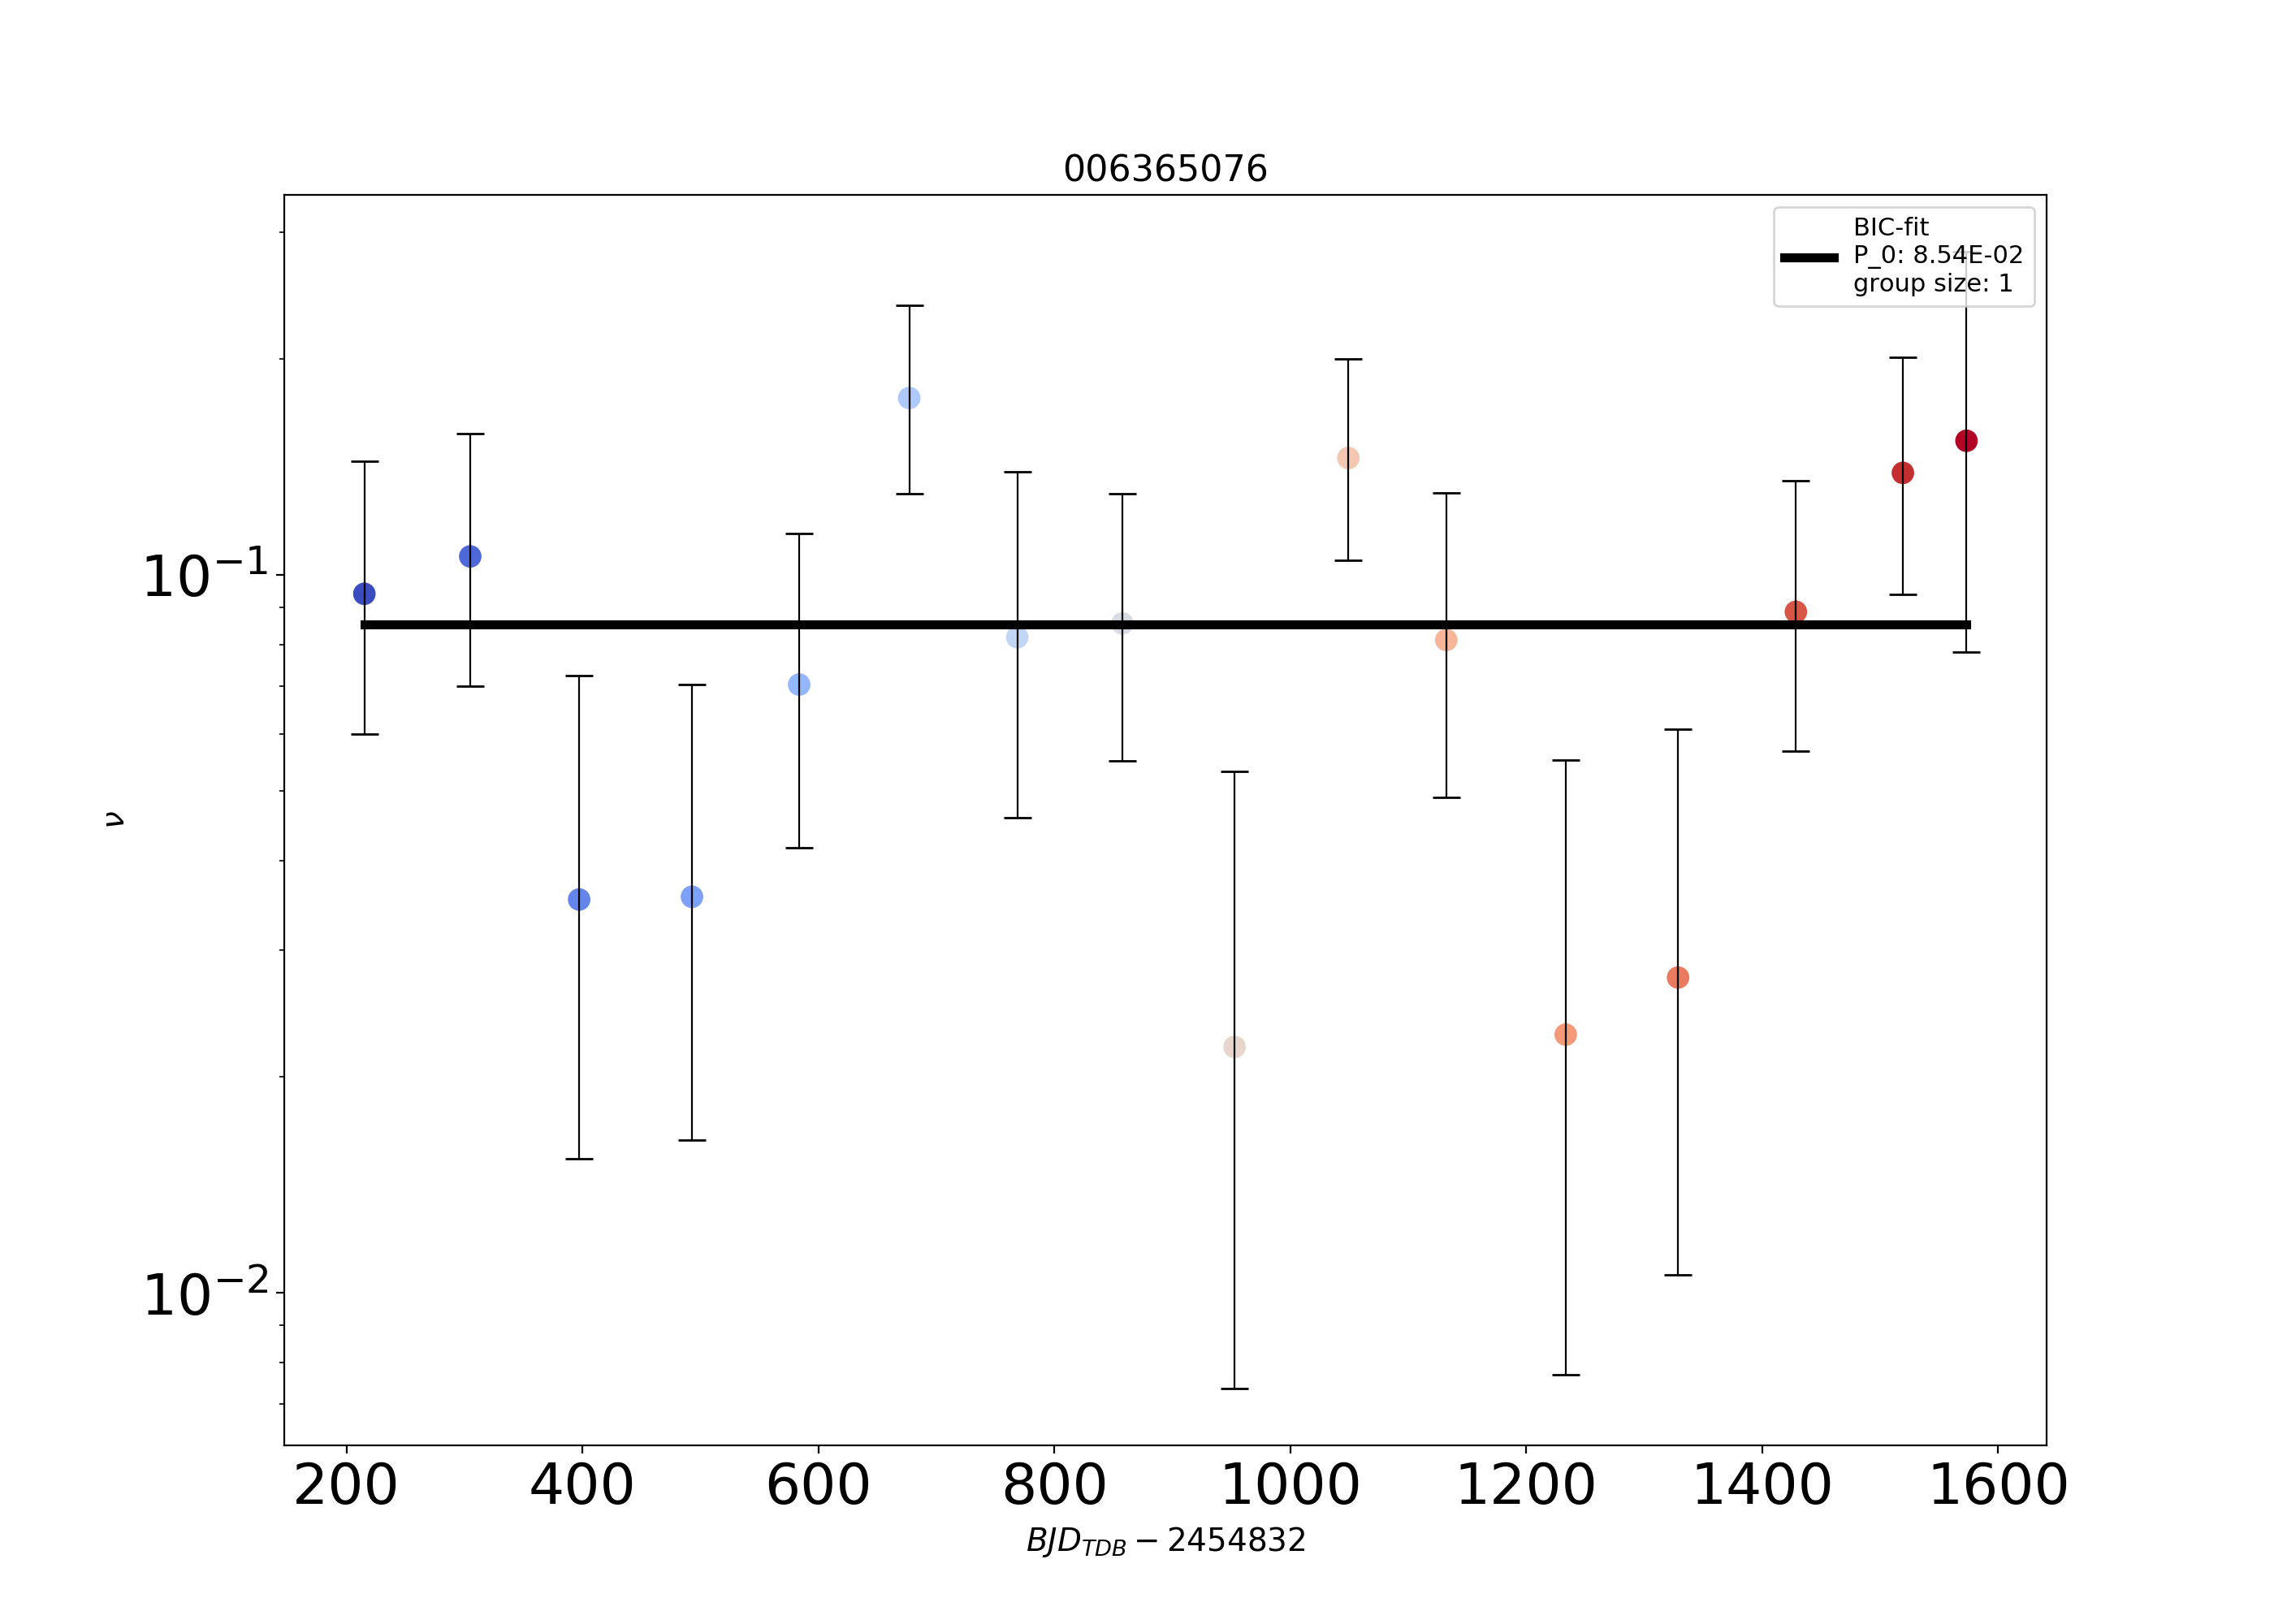 006365076
BIC-fit
P_0: 8.54E-02
group size: 1
10⁻¹
ν
10⁻²
200 400 600 800 1000 1200 1400 1600
BJD_TDB − 2454832